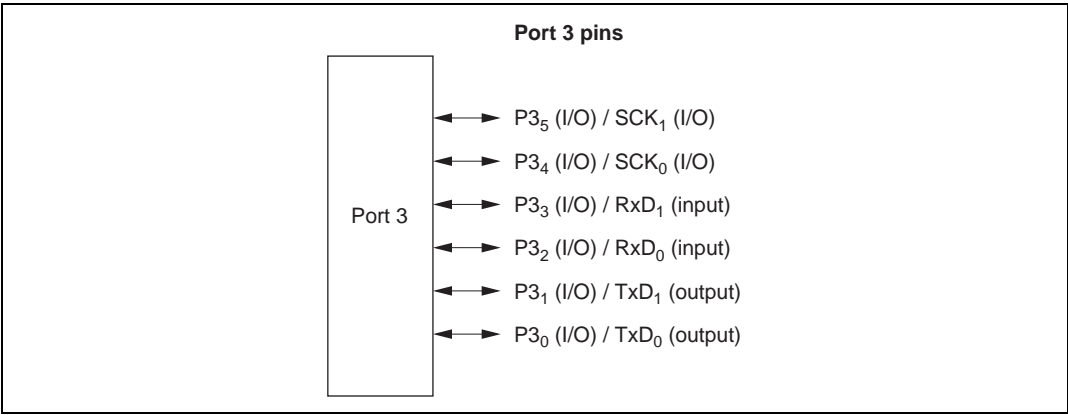 Port 3 pins
P3₅ (I/O) / SCK₁ (I/O)
P3₄ (I/O) / SCK₀ (I/O)
P3₃ (I/O) / RxD₁ (input)
P3₂ (I/O) / RxD₀ (input)
P3₁ (I/O) / TxD₁ (output)
P3₀ (I/O) / TxD₀ (output)
Port 3